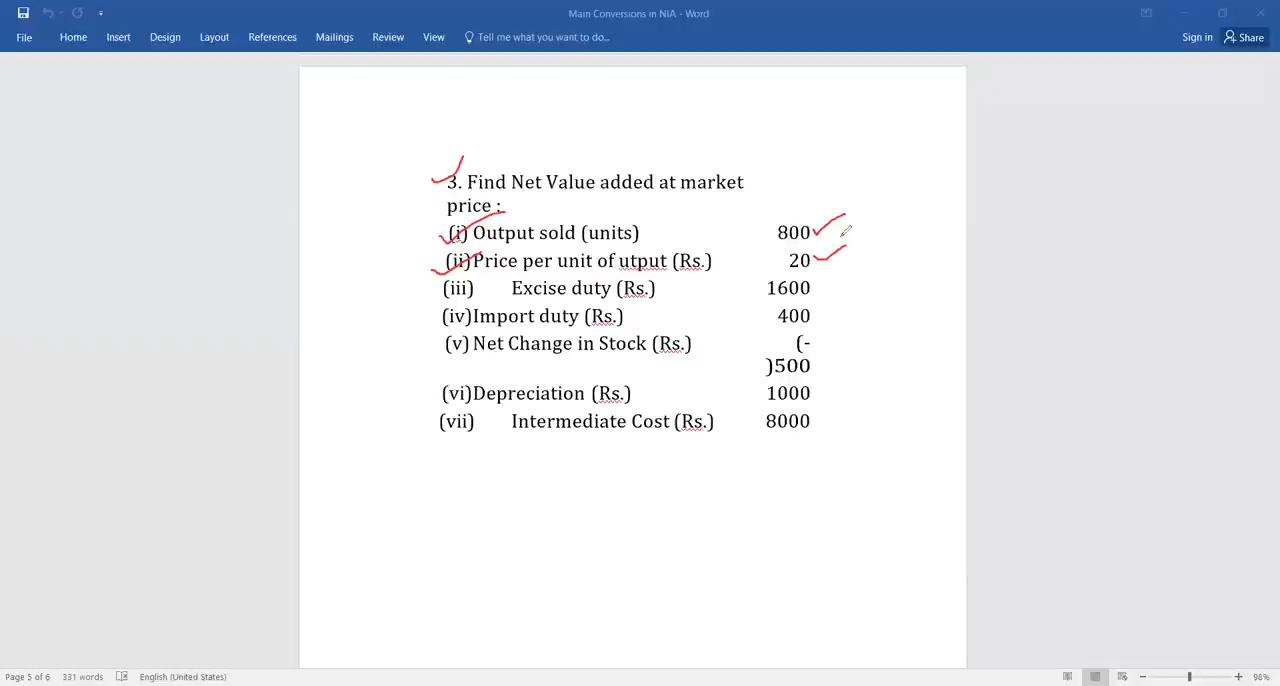 Main Conversions in NIA - Word
File Home Insert Design Layout References Mailings Review View Tell me what you want to do... Sign in Share
3. Find Net Value added at market
price :
(i) Output sold (units) 800
(ii) Price per unit of utput (Rs.) 20
(iii) Excise duty (Rs.) 1600
(iv) Import duty (Rs.) 400
(v) Net Change in Stock (Rs.) (-
)500
(vi) Depreciation (Rs.) 1000
(vii) Intermediate Cost (Rs.) 8000
Page 5 of 6 331 words English (United States) 98%